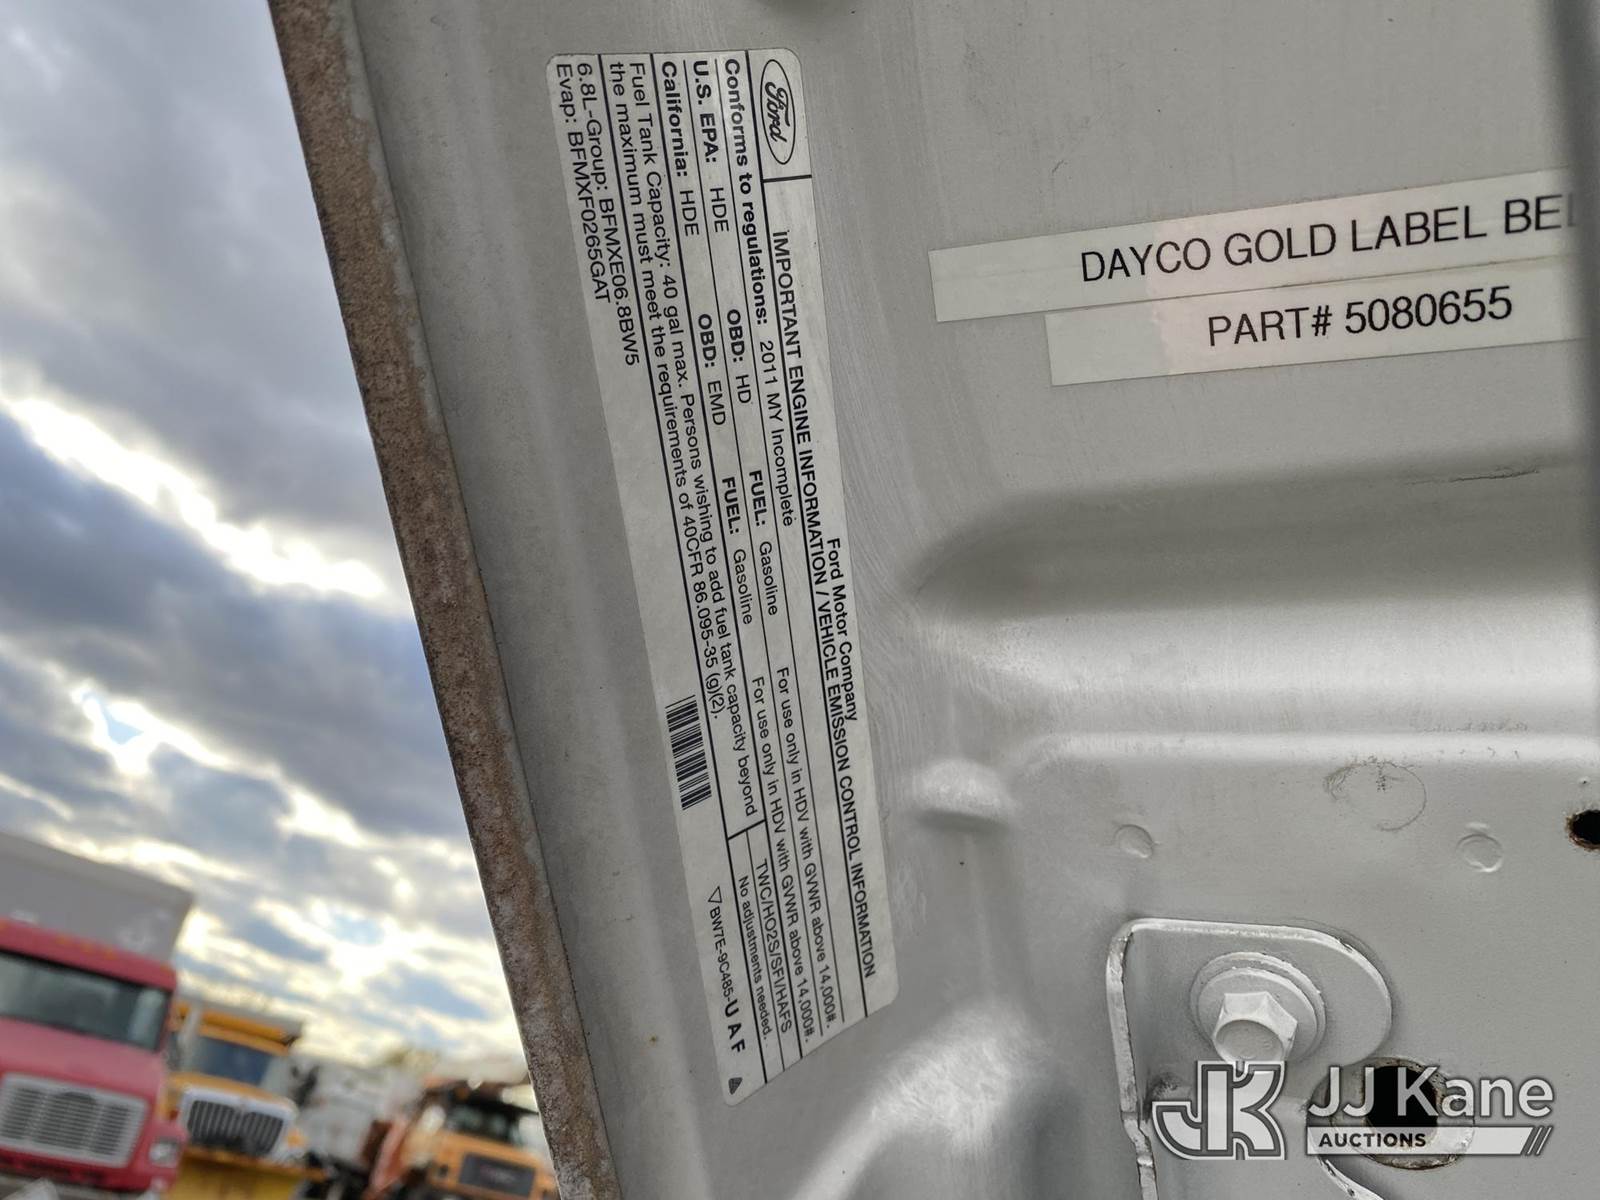 Ford
Ford Motor Company
IMPORTANT ENGINE INFORMATION / VEHICLE EMISSION CONTROL INFORMATION
Conforms to regulations: 2011 MY Incomplete
U.S. EPA: HDE OBD: HD FUEL: Gasoline For use only in HDV with GVWR above 14,000#.
California: HDE OBD: EMD FUEL: Gasoline For use only in HDV with GVWR above 14,000#.
Fuel Tank Capacity: 40 gal max. Persons wishing to add fuel tank capacity beyond
the maximum must meet the requirements of 40CFR 86.095-35 (g)(2).
TWC/HO2S/SFI/HAFS
No adjustments needed.
6.8L-Group: BFMXE06.8BW5
Evap: BFMXF0265GAT
BW7E-9C485-UAF
DAYCO GOLD LABEL BEL
PART# 5080655
JK
JJ Kane
AUCTIONS